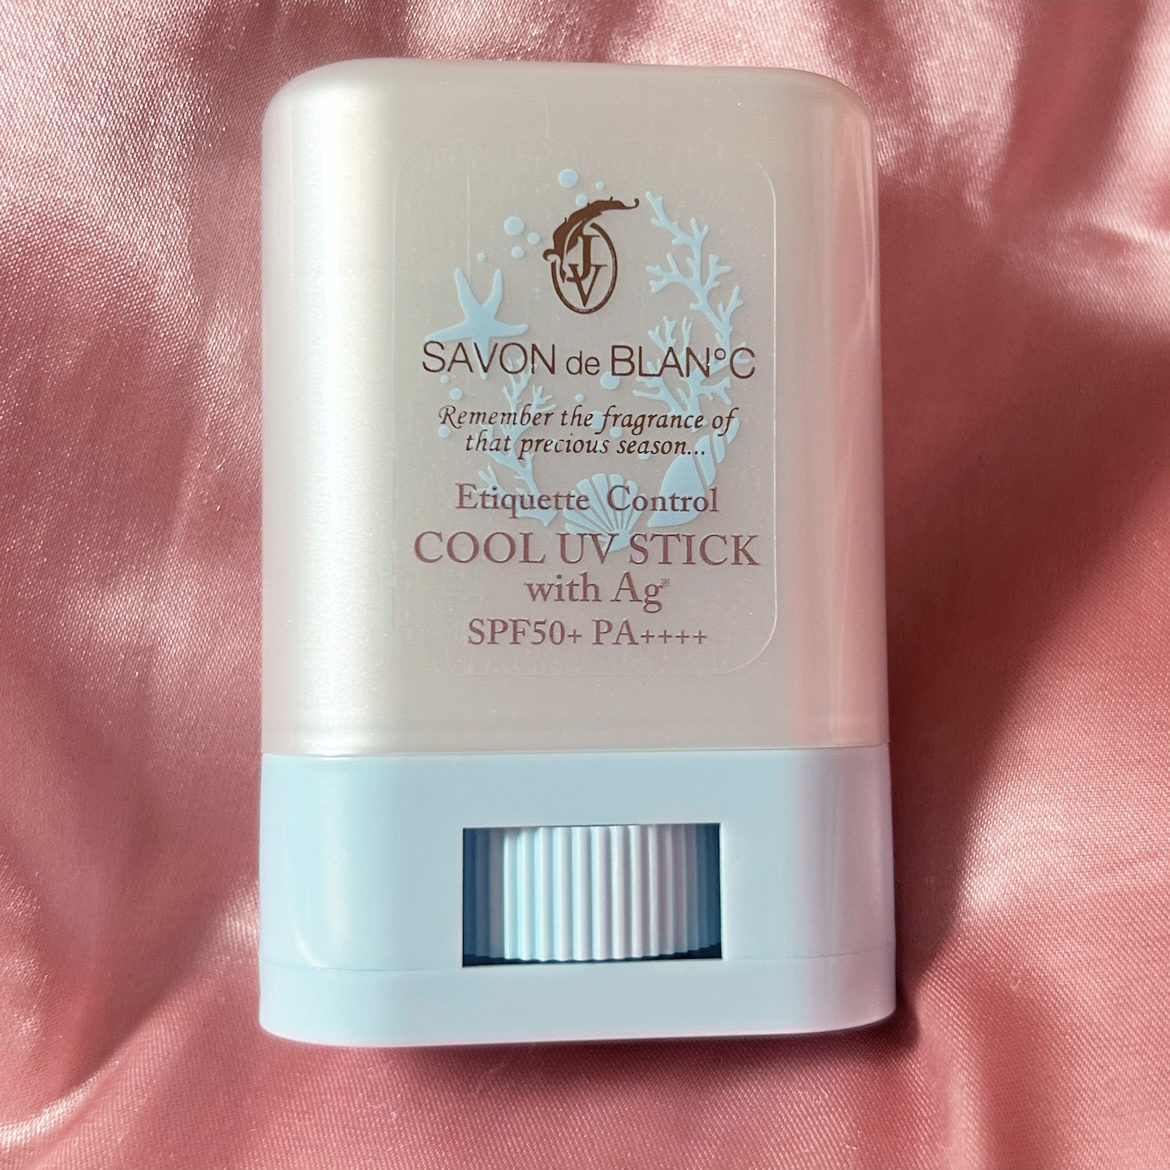 JV
SAVON de BLAN°C
Remember the fragrance of
that precious season...
Etiquette Control
COOL UV STICK
with Ag※
SPF50+ PA++++